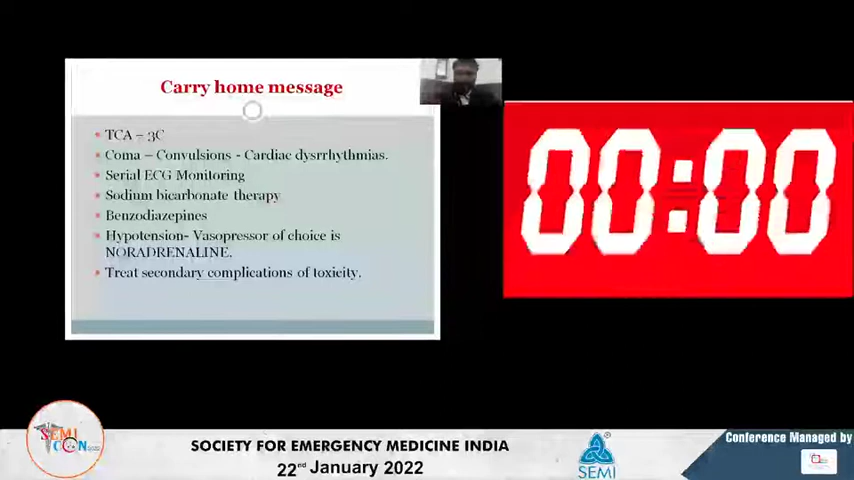 Carry home message
TCA – 3C
Coma – Convulsions - Cardiac dysrrhythmias.
Serial ECG Monitoring
Sodium bicarbonate therapy
Benzodiazepines
Hypotension- Vasopressor of choice is
NORADRENALINE.
Treat secondary complications of toxicity.
00:00
SEMI
CON
SOCIETY FOR EMERGENCY MEDICINE INDIA
22nd January 2022
SEMI
Conference Managed by